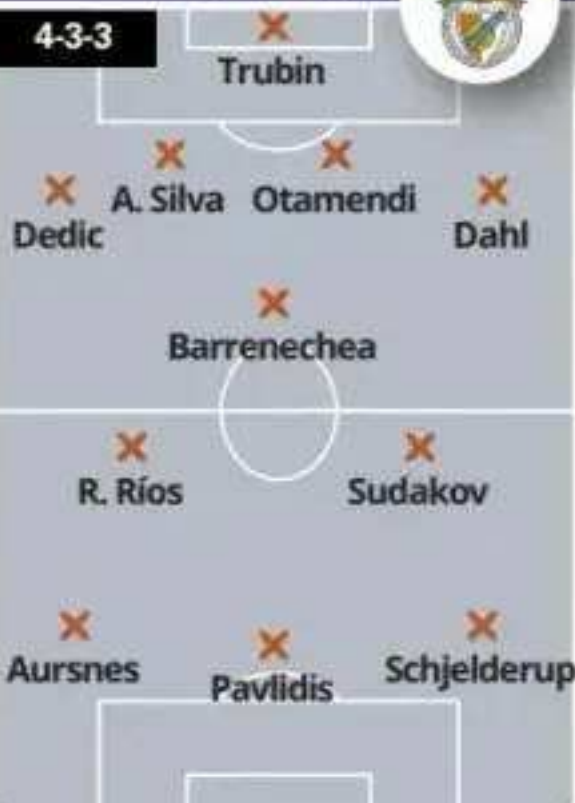 4-3-3
Trubin
A. Silva Otamendi
Dedic Dahl
Barrenechea
R. Ríos Sudakov
Aursnes Pavlidis Schjelderup